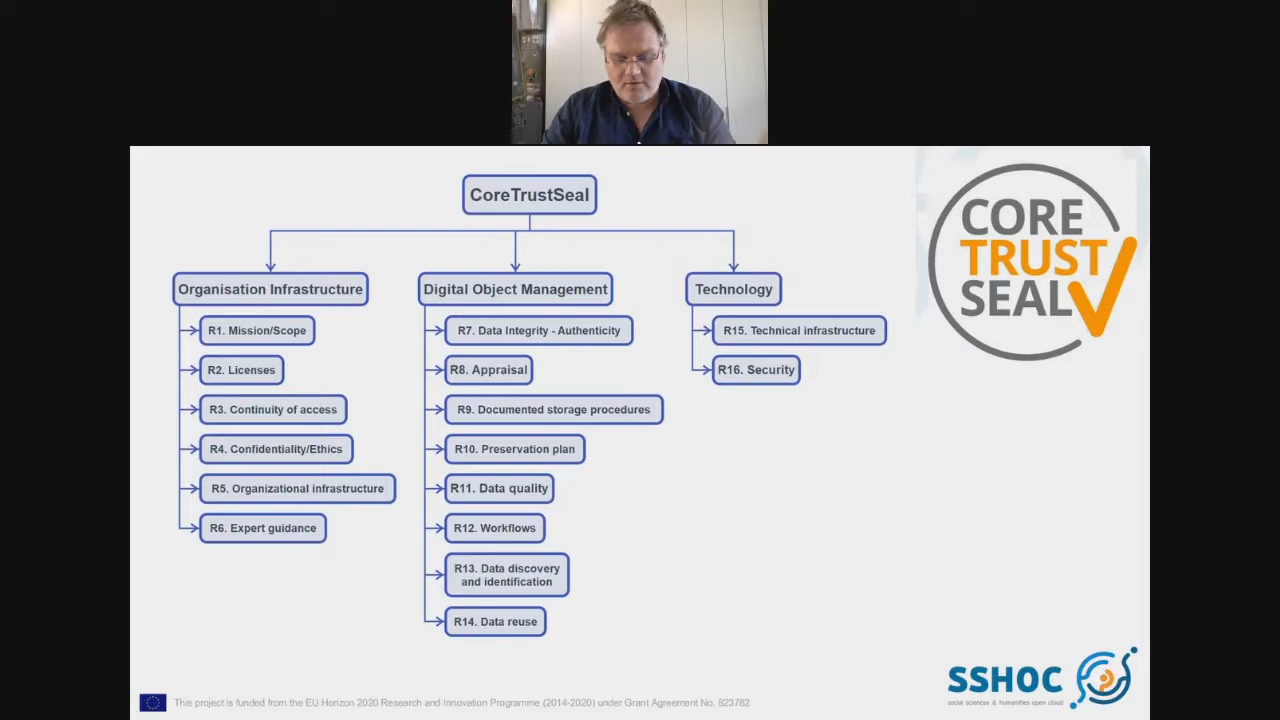 CoreTrustSeal
Organisation Infrastructure
R1. Mission/Scope
R2. Licenses
R3. Continuity of access
R4. Confidentiality/Ethics
R5. Organizational infrastructure
R6. Expert guidance
Digital Object Management
R7. Data Integrity - Authenticity
R8. Appraisal
R9. Documented storage procedures
R10. Preservation plan
R11. Data quality
R12. Workflows
R13. Data discovery
and identification
R14. Data reuse
Technology
R15. Technical infrastructure
R16. Security
CORE
TRUST
SEAL
SSHOC
social sciences & humanities open cloud
This project is funded from the EU Horizon 2020 Research and Innovation Programme (2014-2020) under Grant Agreement No. 823782